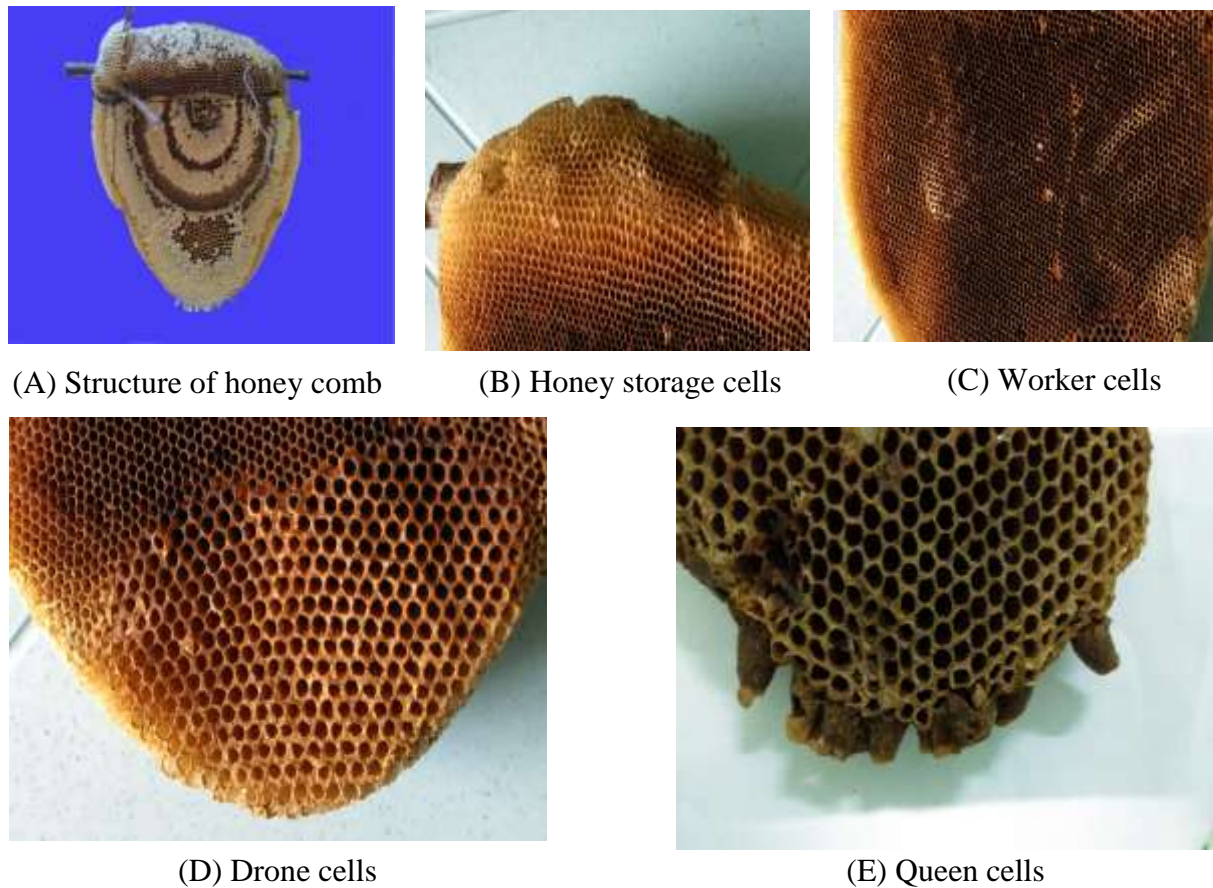 (A) Structure of honey comb
(B) Honey storage cells
(C) Worker cells
(D) Drone cells
(E) Queen cells